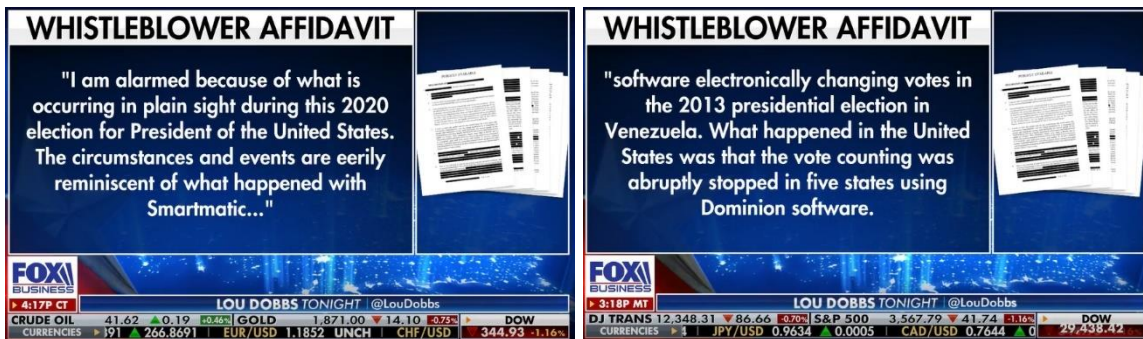 WHISTLEBLOWER AFFIDAVIT
"I am alarmed because of what is
occurring in plain sight during this 2020
election for President of the United States.
The circumstances and events are eerily
reminiscent of what happened with
Smartmatic..."
FOX
BUSINESS
4:17P CT
LOU DOBBS TONIGHT @LouDobbs
CRUDE OIL 41.62 ▲ 0.19 +0.46% GOLD 1,871.00 ▼ 14.10 -0.75% DOW
CURRENCIES 266.8691 EUR/USD 1.1852 UNCH CHF/USD 344.93 -1.16%
WHISTLEBLOWER AFFIDAVIT
"software electronically changing votes in
the 2013 presidential election in
Venezuela. What happened in the United
States was that the vote counting was
abruptly stopped in five states using
Dominion software.
FOX
BUSINESS
3:18P MT
LOU DOBBS TONIGHT @LouDobbs
DJ TRANS 12,348.31 ▼ 86.66 -0.70% S&P 500 3,567.79 ▼ 41.74 -1.16% DOW
CURRENCIES JPY/USD 0.9634 ▲ 0.0005 CAD/USD 0.7644 ▲ 29,438.42